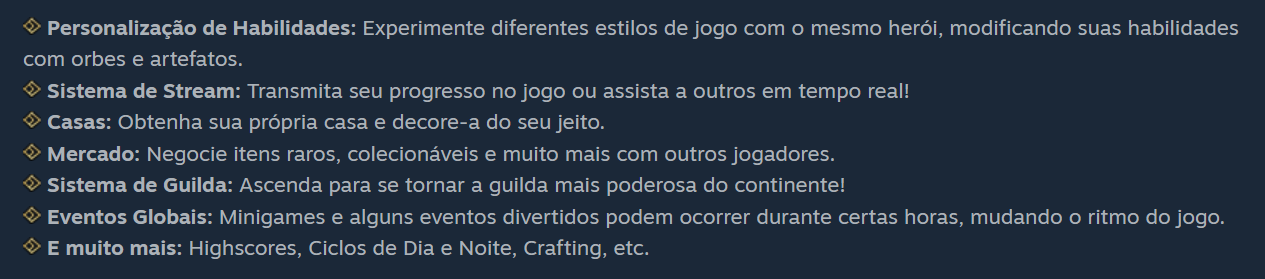 Personalização de Habilidades: Experimente diferentes estilos de jogo com o mesmo herói, modificando suas habilidades
com orbes e artefatos.
Sistema de Stream: Transmita seu progresso no jogo ou assista a outros em tempo real!
Casas: Obtenha sua própria casa e decore-a do seu jeito.
Mercado: Negocie itens raros, colecionáveis e muito mais com outros jogadores.
Sistema de Guilda: Ascenda para se tornar a guilda mais poderosa do continente!
Eventos Globais: Minigames e alguns eventos divertidos podem ocorrer durante certas horas, mudando o ritmo do jogo.
E muito mais: Highscores, Ciclos de Dia e Noite, Crafting, etc.